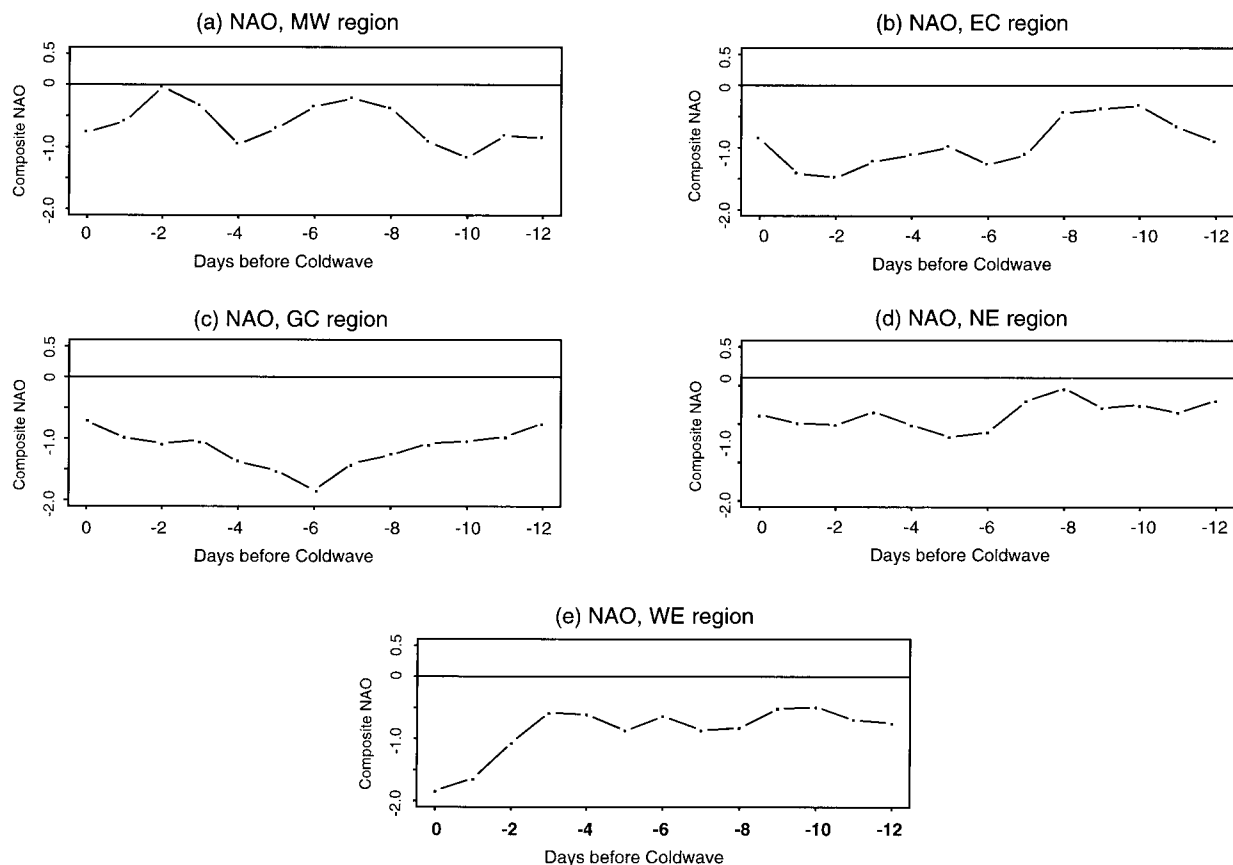 (a) NAO, MW region
Composite NAO
0.5
0
-1.0
-2.0
0 -2 -4 -6 -8 -10 -12
Days before Coldwave
(b) NAO, EC region
Composite NAO
0.5
0
-1.0
-2.0
0 -2 -4 -6 -8 -10 -12
Days before Coldwave
(c) NAO, GC region
Composite NAO
0.5
0
-1.0
-2.0
0 -2 -4 -6 -8 -10 -12
Days before Coldwave
(d) NAO, NE region
Composite NAO
0.5
0
-1.0
-2.0
0 -2 -4 -6 -8 -10 -12
Days before Coldwave
(e) NAO, WE region
Composite NAO
0.5
0
-1.0
-2.0
0 -2 -4 -6 -8 -10 -12
Days before Coldwave